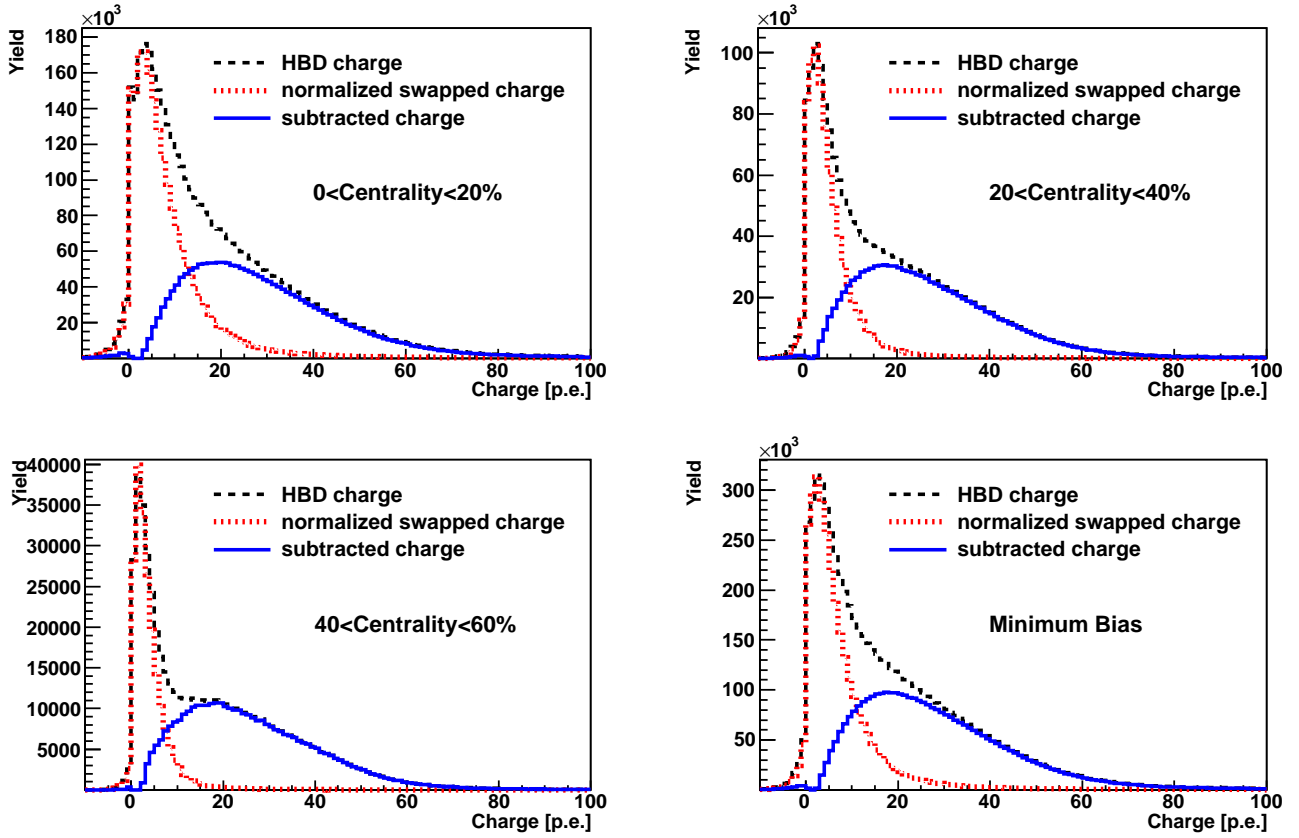 ×10³
Yield
180
160
140
120
100
80
60
40
20
HBD charge
normalized swapped charge
subtracted charge
0<Centrality<20%
0 20 40 60 80 100
Charge [p.e.]
×10³
Yield
100
80
60
40
20
HBD charge
normalized swapped charge
subtracted charge
20<Centrality<40%
0 20 40 60 80 100
Charge [p.e.]
Yield
40000
35000
30000
25000
20000
15000
10000
5000
HBD charge
normalized swapped charge
subtracted charge
40<Centrality<60%
0 20 40 60 80 100
Charge [p.e.]
×10³
Yield
300
250
200
150
100
50
HBD charge
normalized swapped charge
subtracted charge
Minimum Bias
0 20 40 60 80 100
Charge [p.e.]